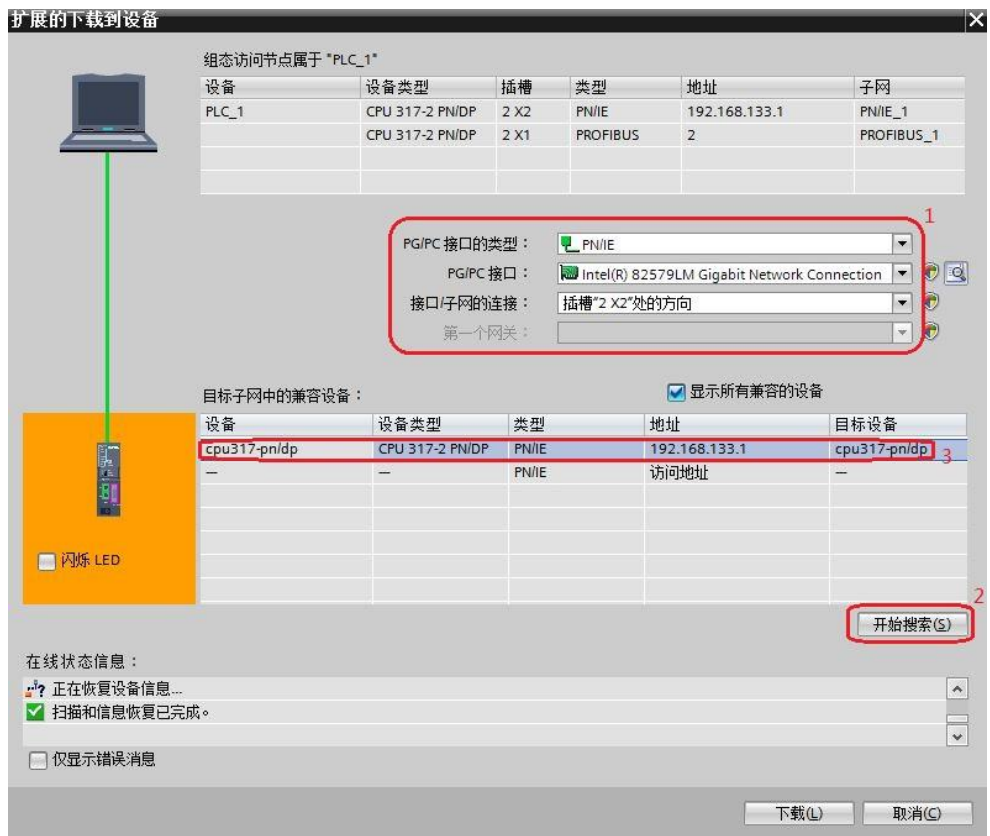 扩展的下载到设备
组态访问节点属于 "PLC_1"
设备 设备类型 插槽 类型 地址 子网
PLC_1 CPU 317-2 PN/DP 2 X2 PN/IE 192.168.133.1 PN/IE_1
CPU 317-2 PN/DP 2 X1 PROFIBUS 2 PROFIBUS_1
1
PG/PC 接口的类型： PN/IE
PG/PC 接口： Intel(R) 82579LM Gigabit Network Connection
接口/子网的连接： 插槽"2 X2"处的方向
第一个网关：
目标子网中的兼容设备： 显示所有兼容的设备
设备 设备类型 类型 地址 目标设备
cpu317-pn/dp CPU 317-2 PN/DP PN/IE 192.168.133.1 cpu317-pn/dp 3
— — PN/IE 访问地址 —
闪烁 LED
2
开始搜索(S)
在线状态信息：
正在恢复设备信息...
扫描和信息恢复已完成。
仅显示错误消息
下载(L) 取消(C)